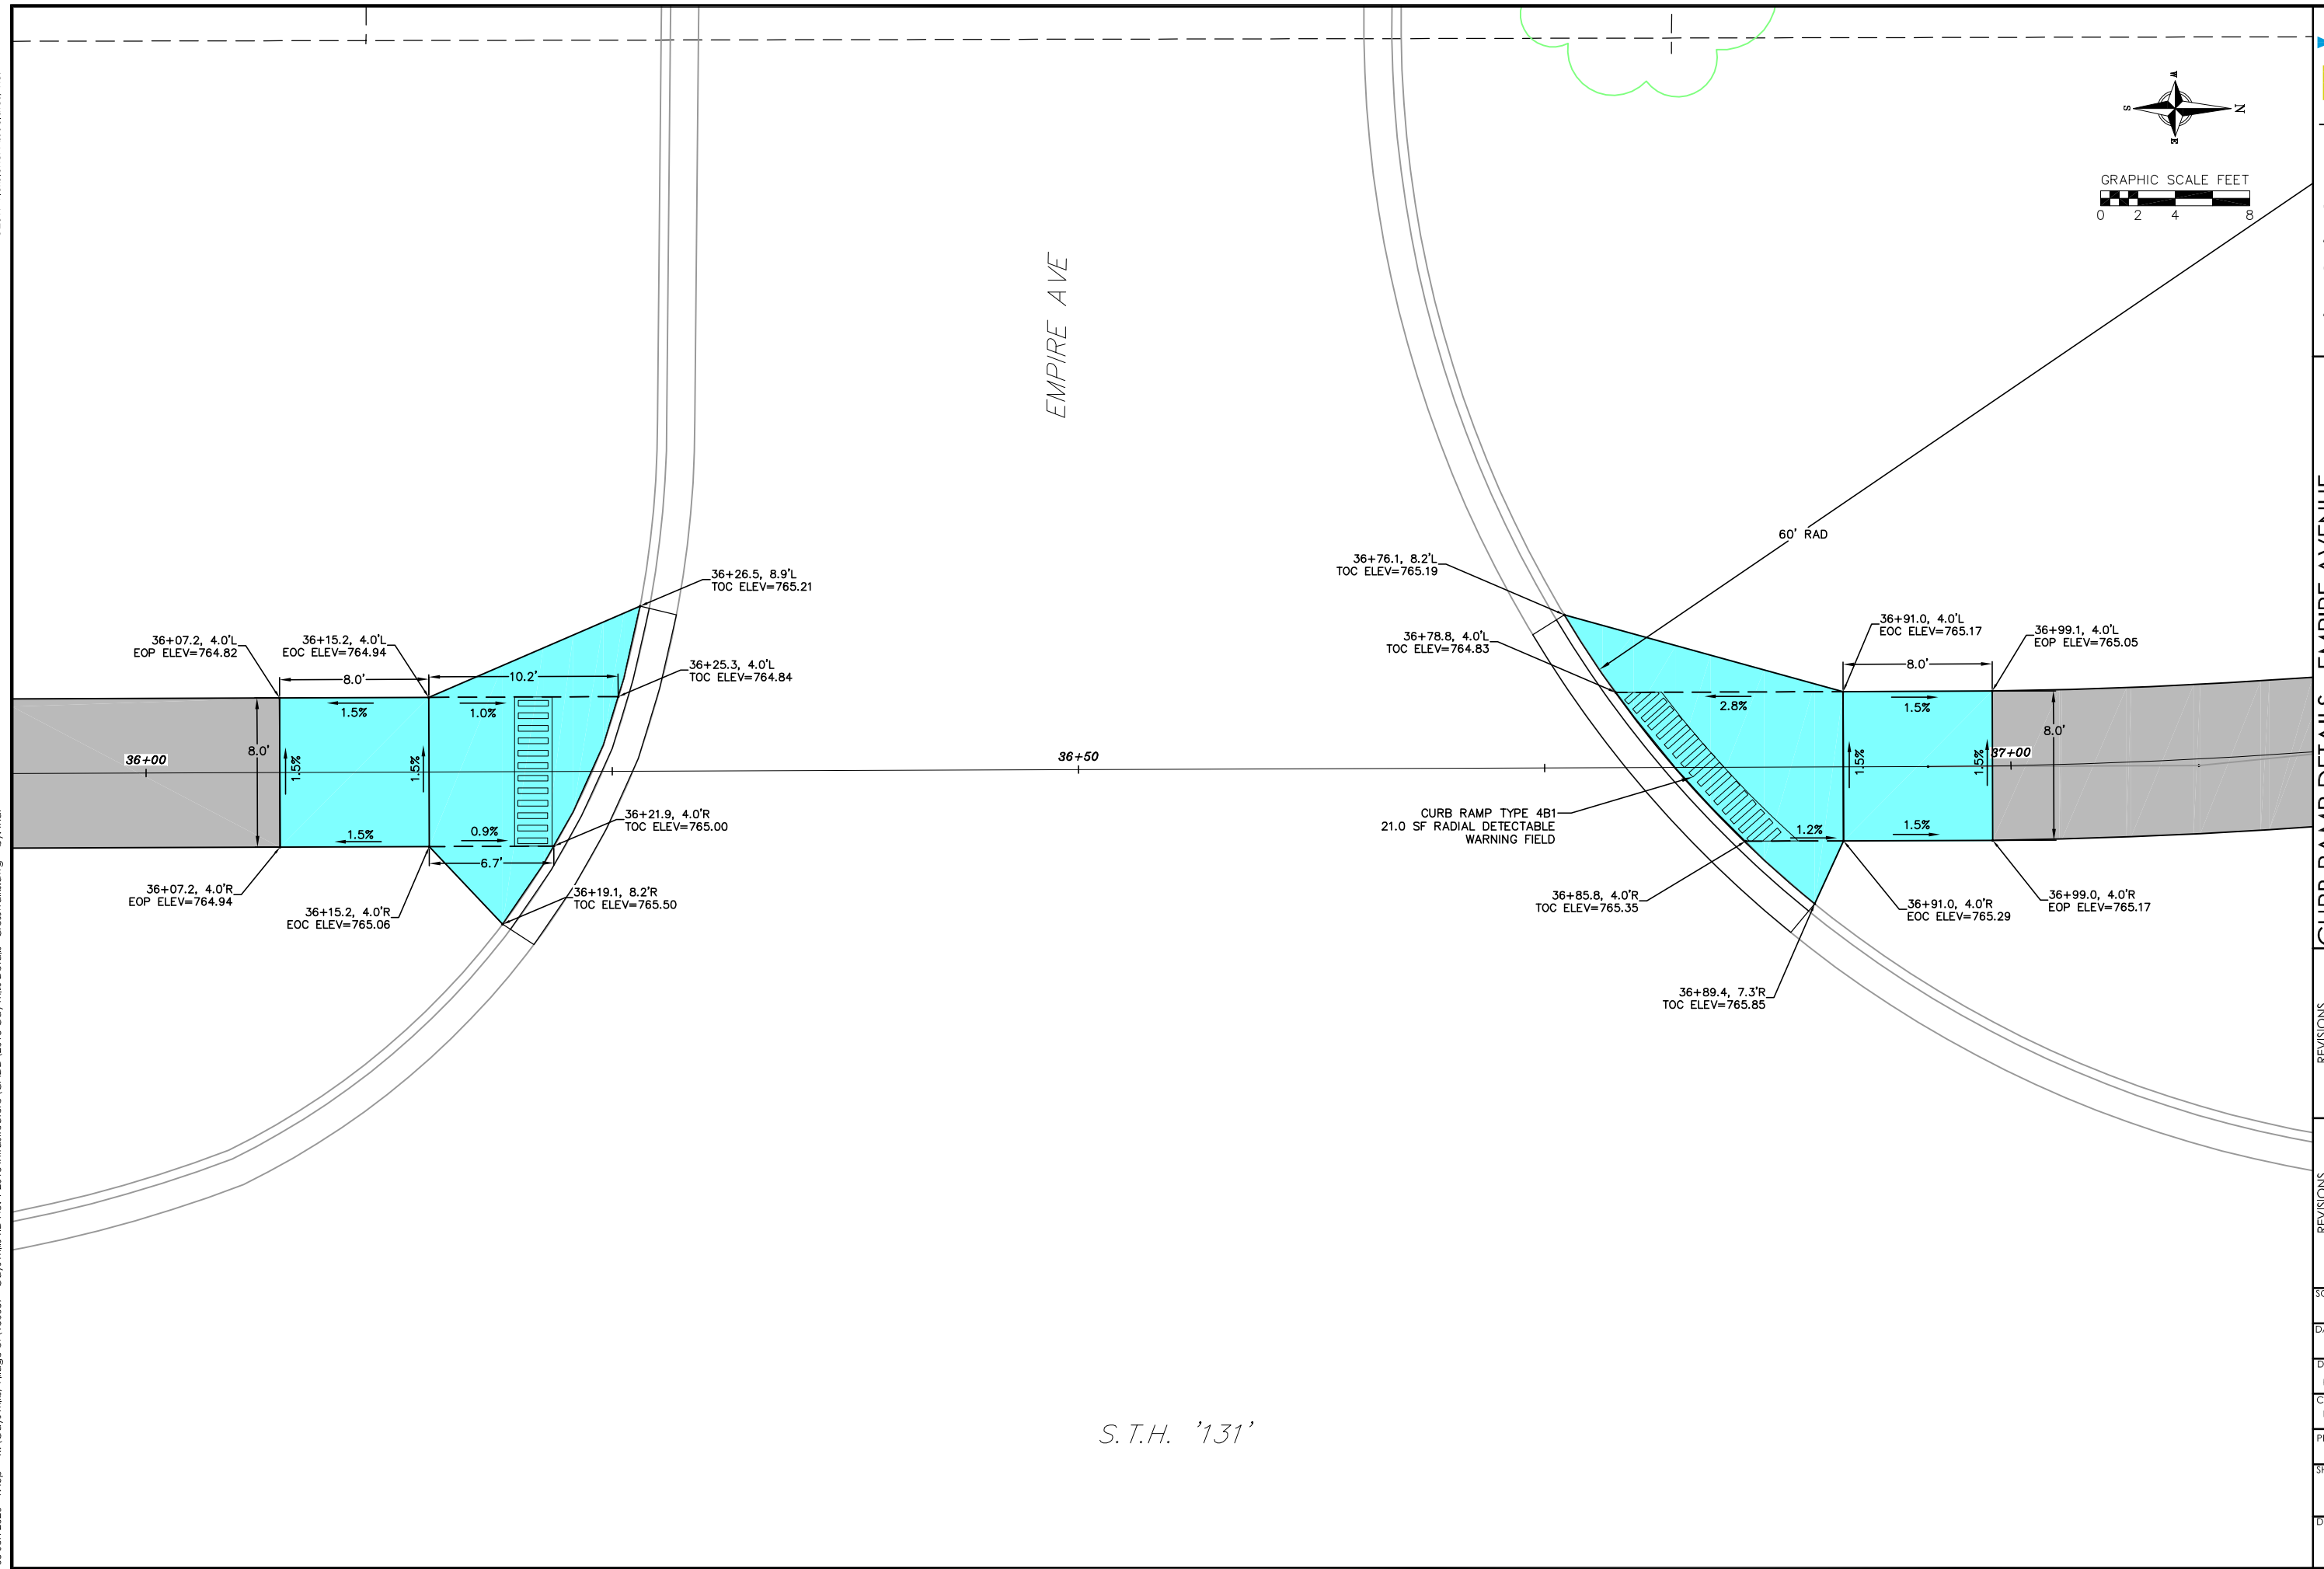 W
S
N
E
GRAPHIC SCALE FEET
0 2 4 8
EMPIRE AVE
60' RAD
36+26.5, 8.9'L
TOC ELEV=765.21
36+07.2, 4.0'L
EOP ELEV=764.82
36+15.2, 4.0'L
EOC ELEV=764.94
36+25.3, 4.0'L
TOC ELEV=764.84
8.0'
10.2'
1.5%
1.0%
8.0'
1.5%
1.5%
36+00
1.5%
0.9%
6.7'
36+21.9, 4.0'R
TOC ELEV=765.00
36+07.2, 4.0'R
EOP ELEV=764.94
36+15.2, 4.0'R
EOC ELEV=765.06
36+19.1, 8.2'R
TOC ELEV=765.50
36+50
36+76.1, 8.2'L
TOC ELEV=765.19
36+78.8, 4.0'L
TOC ELEV=764.83
36+91.0, 4.0'L
EOC ELEV=765.17
36+99.1, 4.0'L
EOP ELEV=765.05
8.0'
2.8%
1.5%
8.0'
1.5%
1.5%
37+00
1.2%
1.5%
CURB RAMP TYPE 4B1
21.0 SF RADIAL DETECTABLE
WARNING FIELD
36+85.8, 4.0'R
TOC ELEV=765.35
36+91.0, 4.0'R
EOC ELEV=765.29
36+99.0, 4.0'R
EOP ELEV=765.17
36+89.4, 7.3'R
TOC ELEV=765.85
S.T.H. '131'
CURB RAMP DETAILS - EMPIRE AVENUE
REVISIONS
REVISIONS